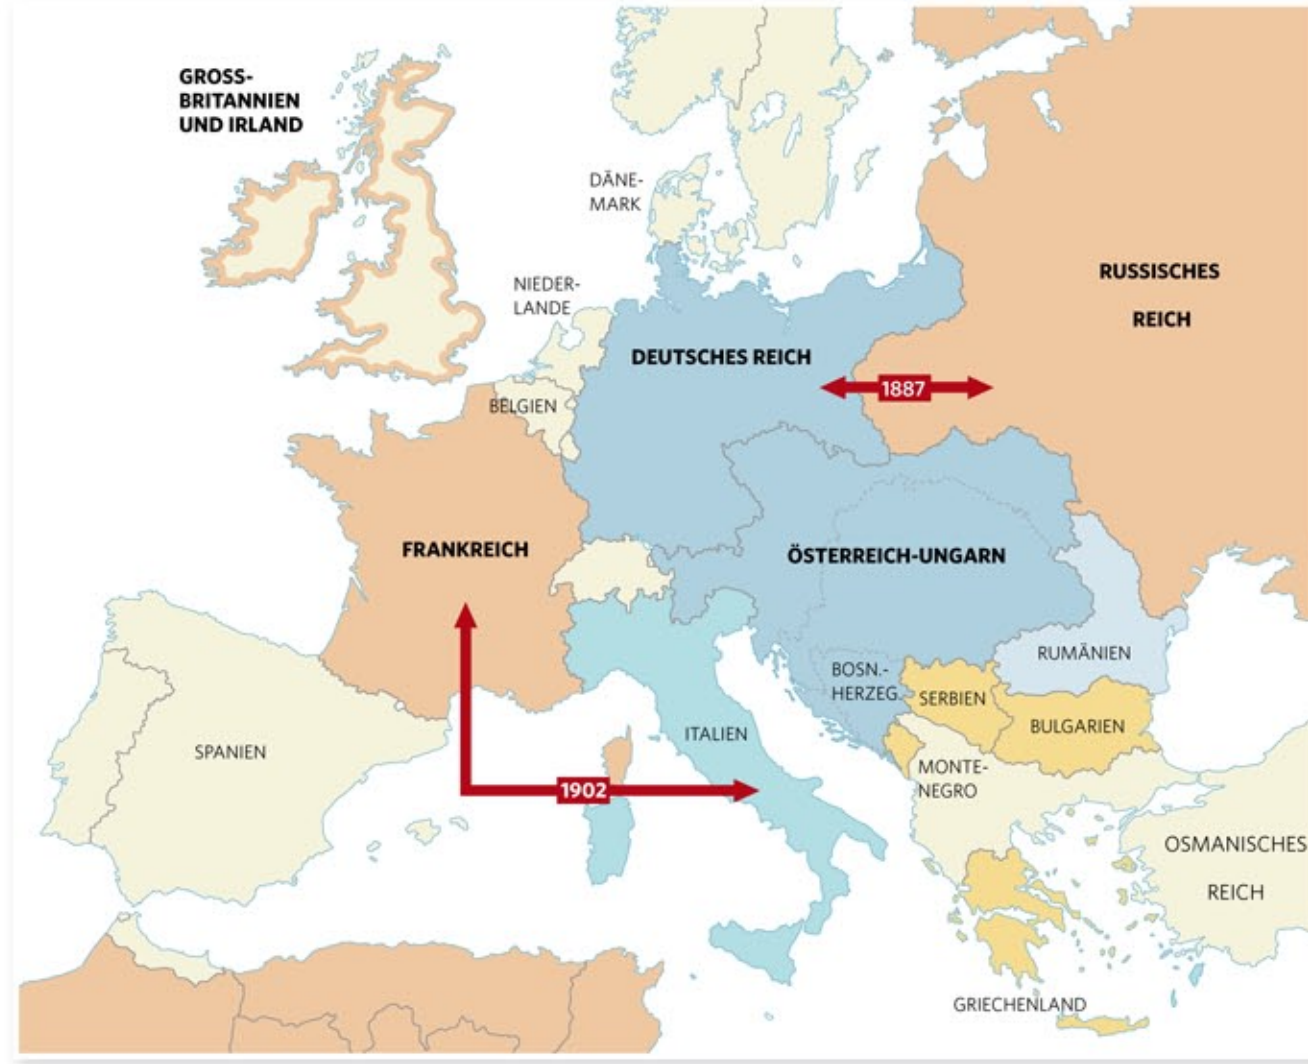 GROSS-
BRITANNIEN
UND IRLAND
DÄNE-
MARK
NIEDER-
LANDE
BELGIEN
DEUTSCHES REICH
1887
RUSSISCHES
REICH
FRANKREICH
ÖSTERREICH-UNGARN
RUMÄNIEN
BOSN.-
HERZEG.
SERBIEN
BULGARIEN
SPANIEN
ITALIEN
MONTE-
NEGRO
1902
OSMANISCHES
REICH
GRIECHENLAND